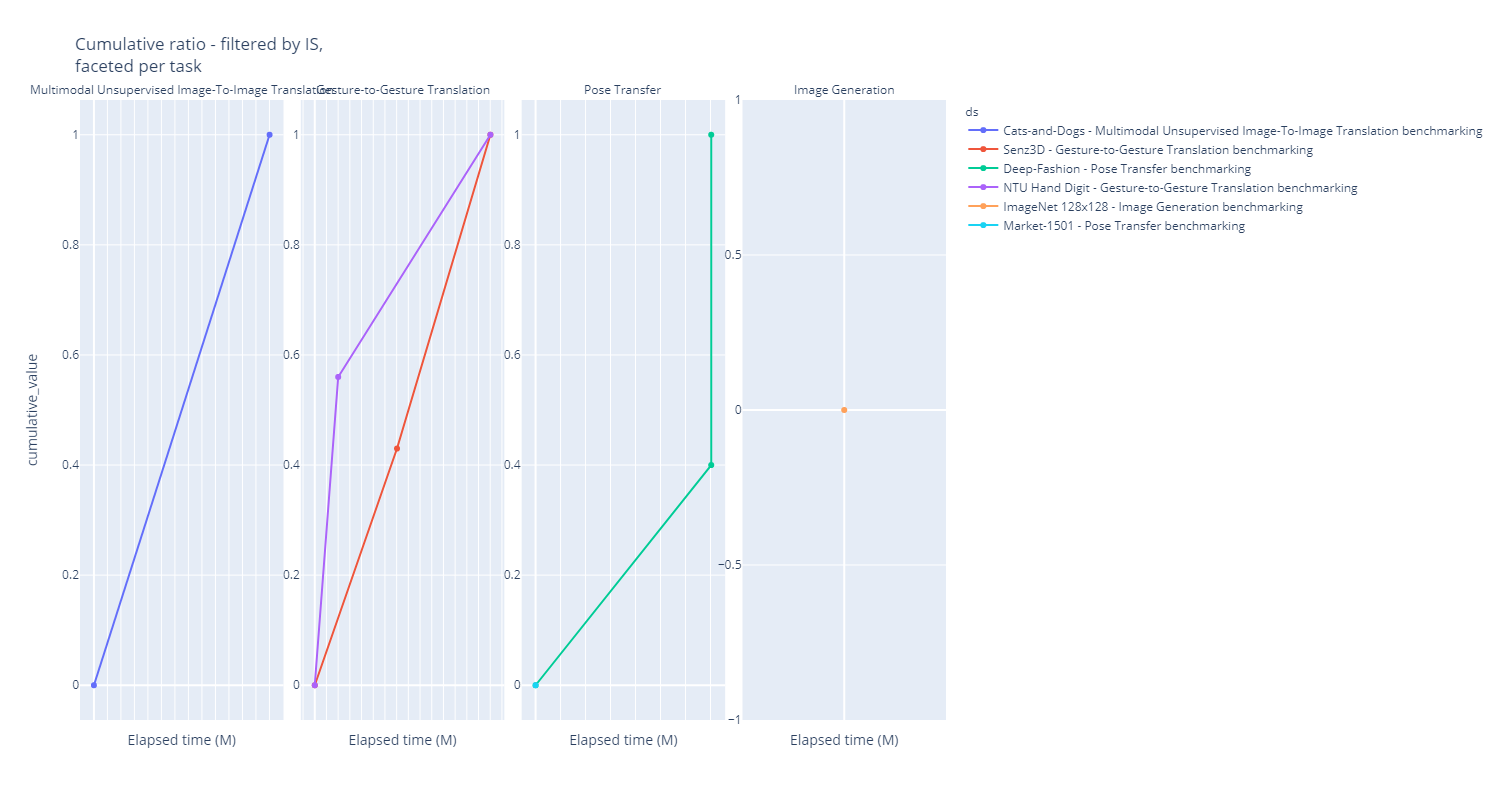 Cumulative ratio - filtered by IS,
faceted per task
Multimodal Unsupervised Image-To-Image Translation
Gesture-to-Gesture Translation
Pose Transfer
Image Generation
cumulative_value
1
0.8
0.6
0.4
0.2
0
1
0.8
0.6
0.4
0.2
0
1
0.8
0.6
0.4
0.2
0
1
0.5
0
−0.5
−1
Elapsed time (M)
Elapsed time (M)
Elapsed time (M)
Elapsed time (M)
ds
Cats-and-Dogs - Multimodal Unsupervised Image-To-Image Translation benchmarking
Senz3D - Gesture-to-Gesture Translation benchmarking
Deep-Fashion - Pose Transfer benchmarking
NTU Hand Digit - Gesture-to-Gesture Translation benchmarking
ImageNet 128x128 - Image Generation benchmarking
Market-1501 - Pose Transfer benchmarking